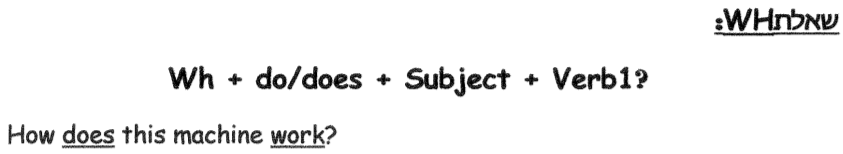 שאלתWH:
Wh + do/does + Subject + Verb1?
How does this machine work?